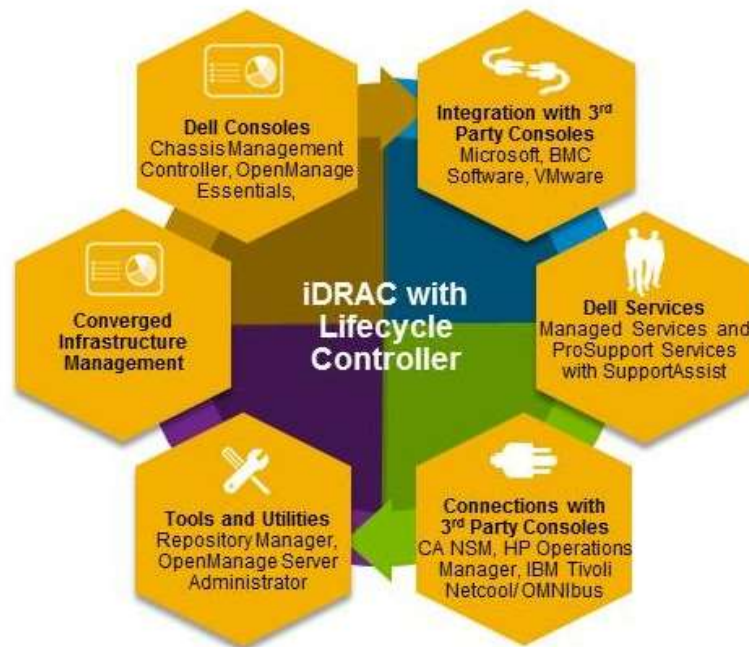 Dell Consoles
Chassis Management
Controller, OpenManage
Essentials,
Integration with 3rd
Party Consoles
Microsoft, BMC
Software, VMware
Converged
Infrastructure
Management
iDRAC with
Lifecycle
Controller
Dell Services
Managed Services and
ProSupport Services
with SupportAssist
Tools and Utilities
Repository Manager,
OpenManage Server
Administrator
Connections with
3rd Party Consoles
CA NSM, HP Operations
Manager, IBM Tivoli
Netcool/OMNIbus